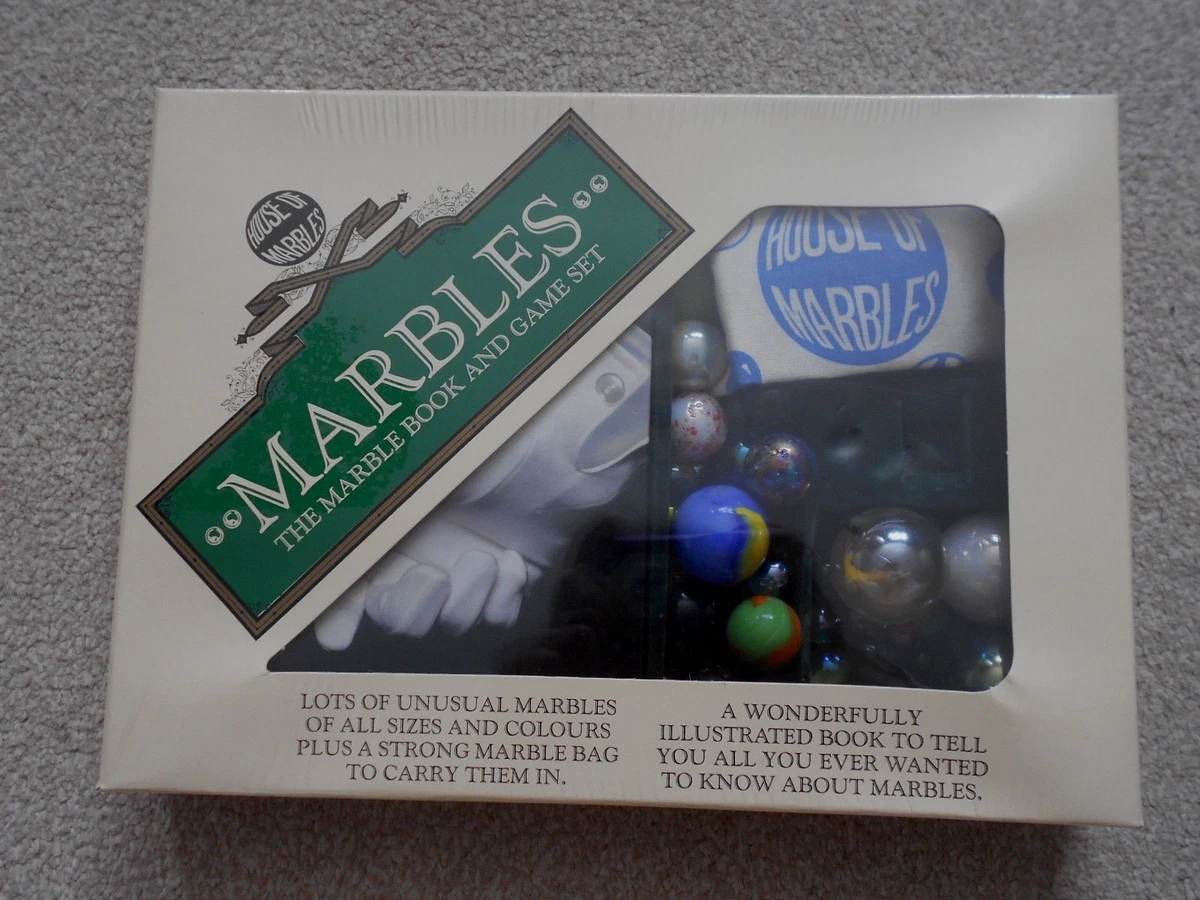 HOUSE OF
MARBLES
MARBLES
THE MARBLE BOOK AND GAME SET
HOUSE OF
MARBLES
LOTS OF UNUSUAL MARBLES
OF ALL SIZES AND COLOURS
PLUS A STRONG MARBLE BAG
TO CARRY THEM IN.
A WONDERFULLY
ILLUSTRATED BOOK TO TELL
YOU ALL YOU EVER WANTED
TO KNOW ABOUT MARBLES.